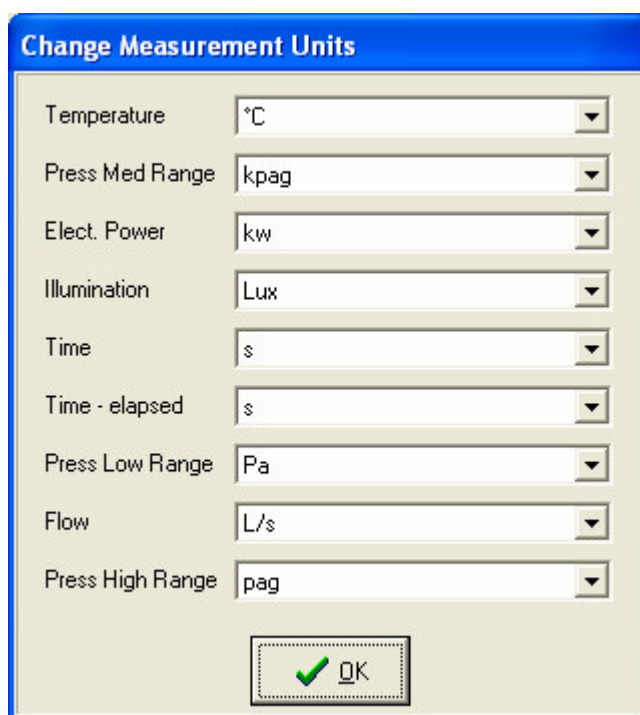 Change Measurement Units
Temperature °C
Press Med Range kpag
Elect. Power kw
Illumination Lux
Time s
Time - elapsed s
Press Low Range Pa
Flow L/s
Press High Range pag
OK